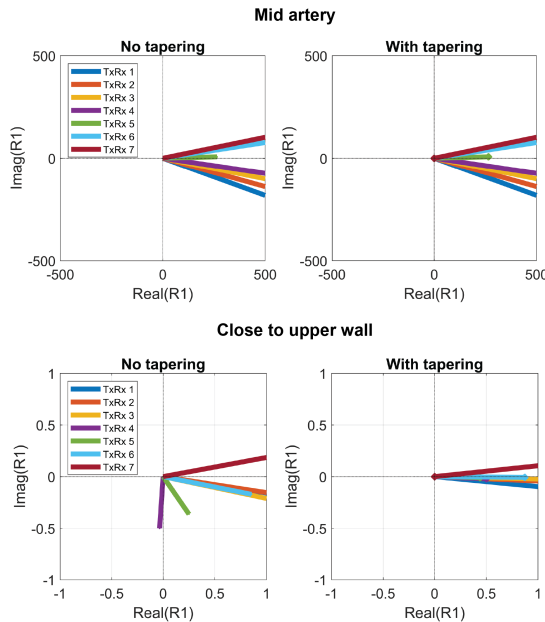 Mid artery
No tapering
With tapering
500
0
-500
-500
0
500
Imag(R1)
Real(R1)
TxRx 1
TxRx 2
TxRx 3
TxRx 4
TxRx 5
TxRx 6
TxRx 7
500
0
-500
-500
0
500
Imag(R1)
Real(R1)
Close to upper wall
No tapering
With tapering
1
0.5
0
-0.5
-1
-1
-0.5
0
0.5
1
Imag(R1)
Real(R1)
TxRx 1
TxRx 2
TxRx 3
TxRx 4
TxRx 5
TxRx 6
TxRx 7
1
0.5
0
-0.5
-1
-1
-0.5
0
0.5
1
Imag(R1)
Real(R1)